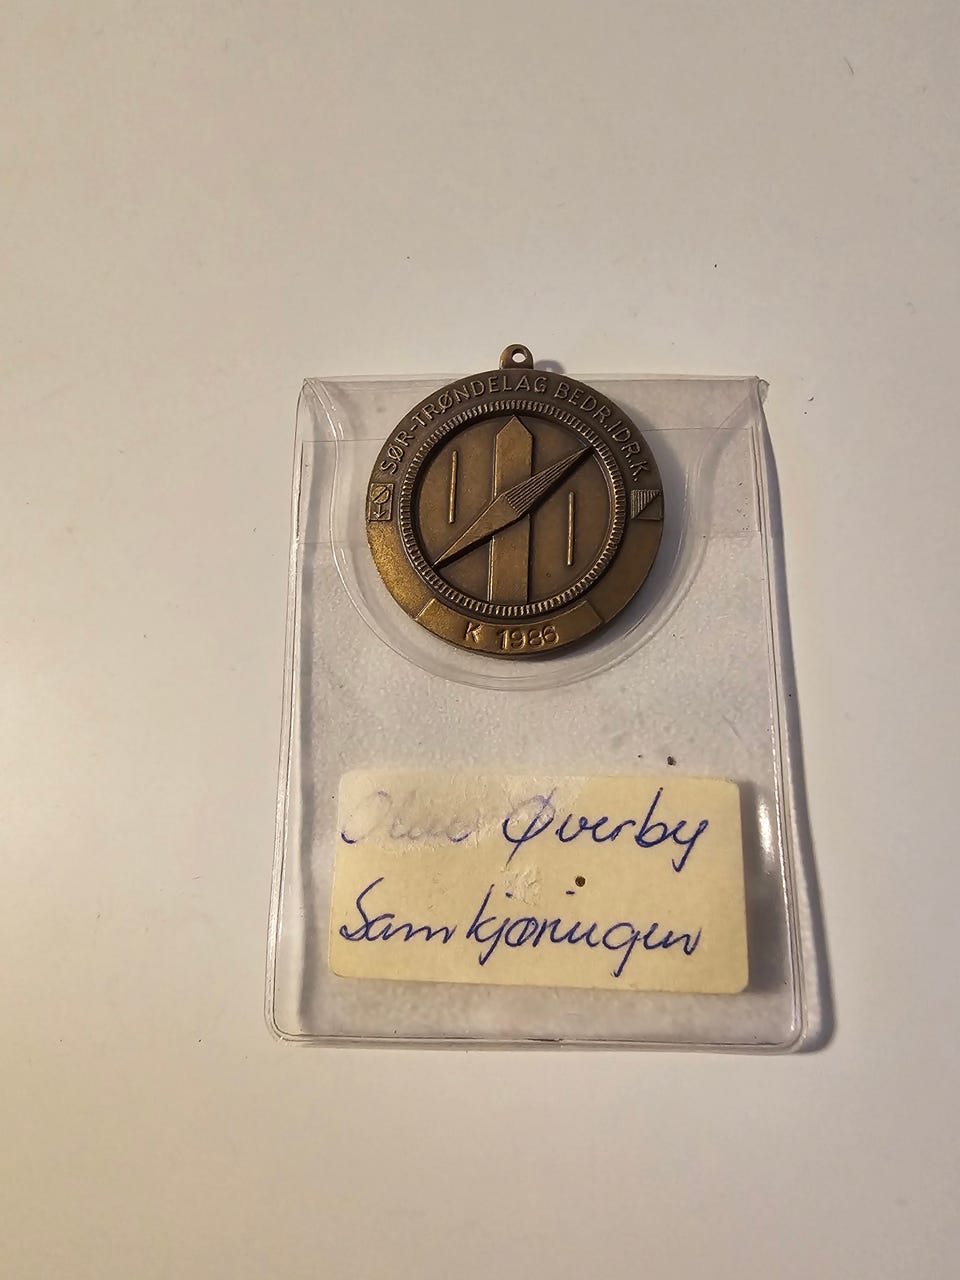 SØR-TRØNDELAG BEDR.IDR.K.
K 1986
Øverby
Samkjøringen